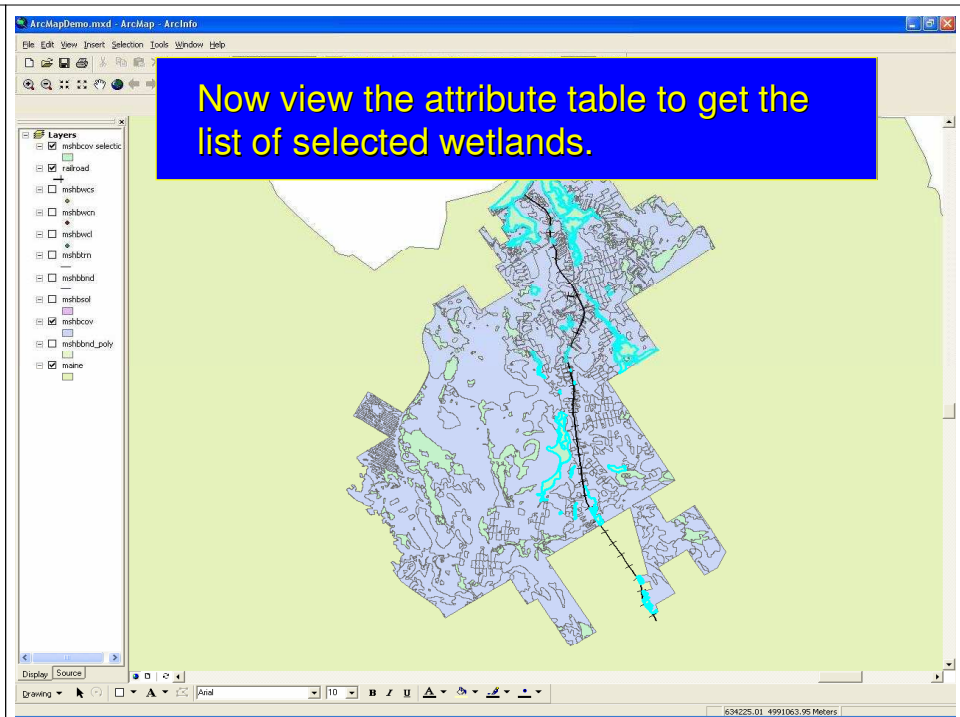 ArcMapDemo.mxd - ArcMap - ArcInfo
File Edit View Insert Selection Tools Window Help
Now view the attribute table to get the
list of selected wetlands.
Layers
mshbcov selectic
railroad
mshbwcs
mshbwcn
mshbwcl
mshbtrn
mshbbnd
mshbsol
mshbcov
mshbbnd_poly
maine
Display Source
Drawing A Arial 10 B I U A
634225.01 4991063.95 Meters